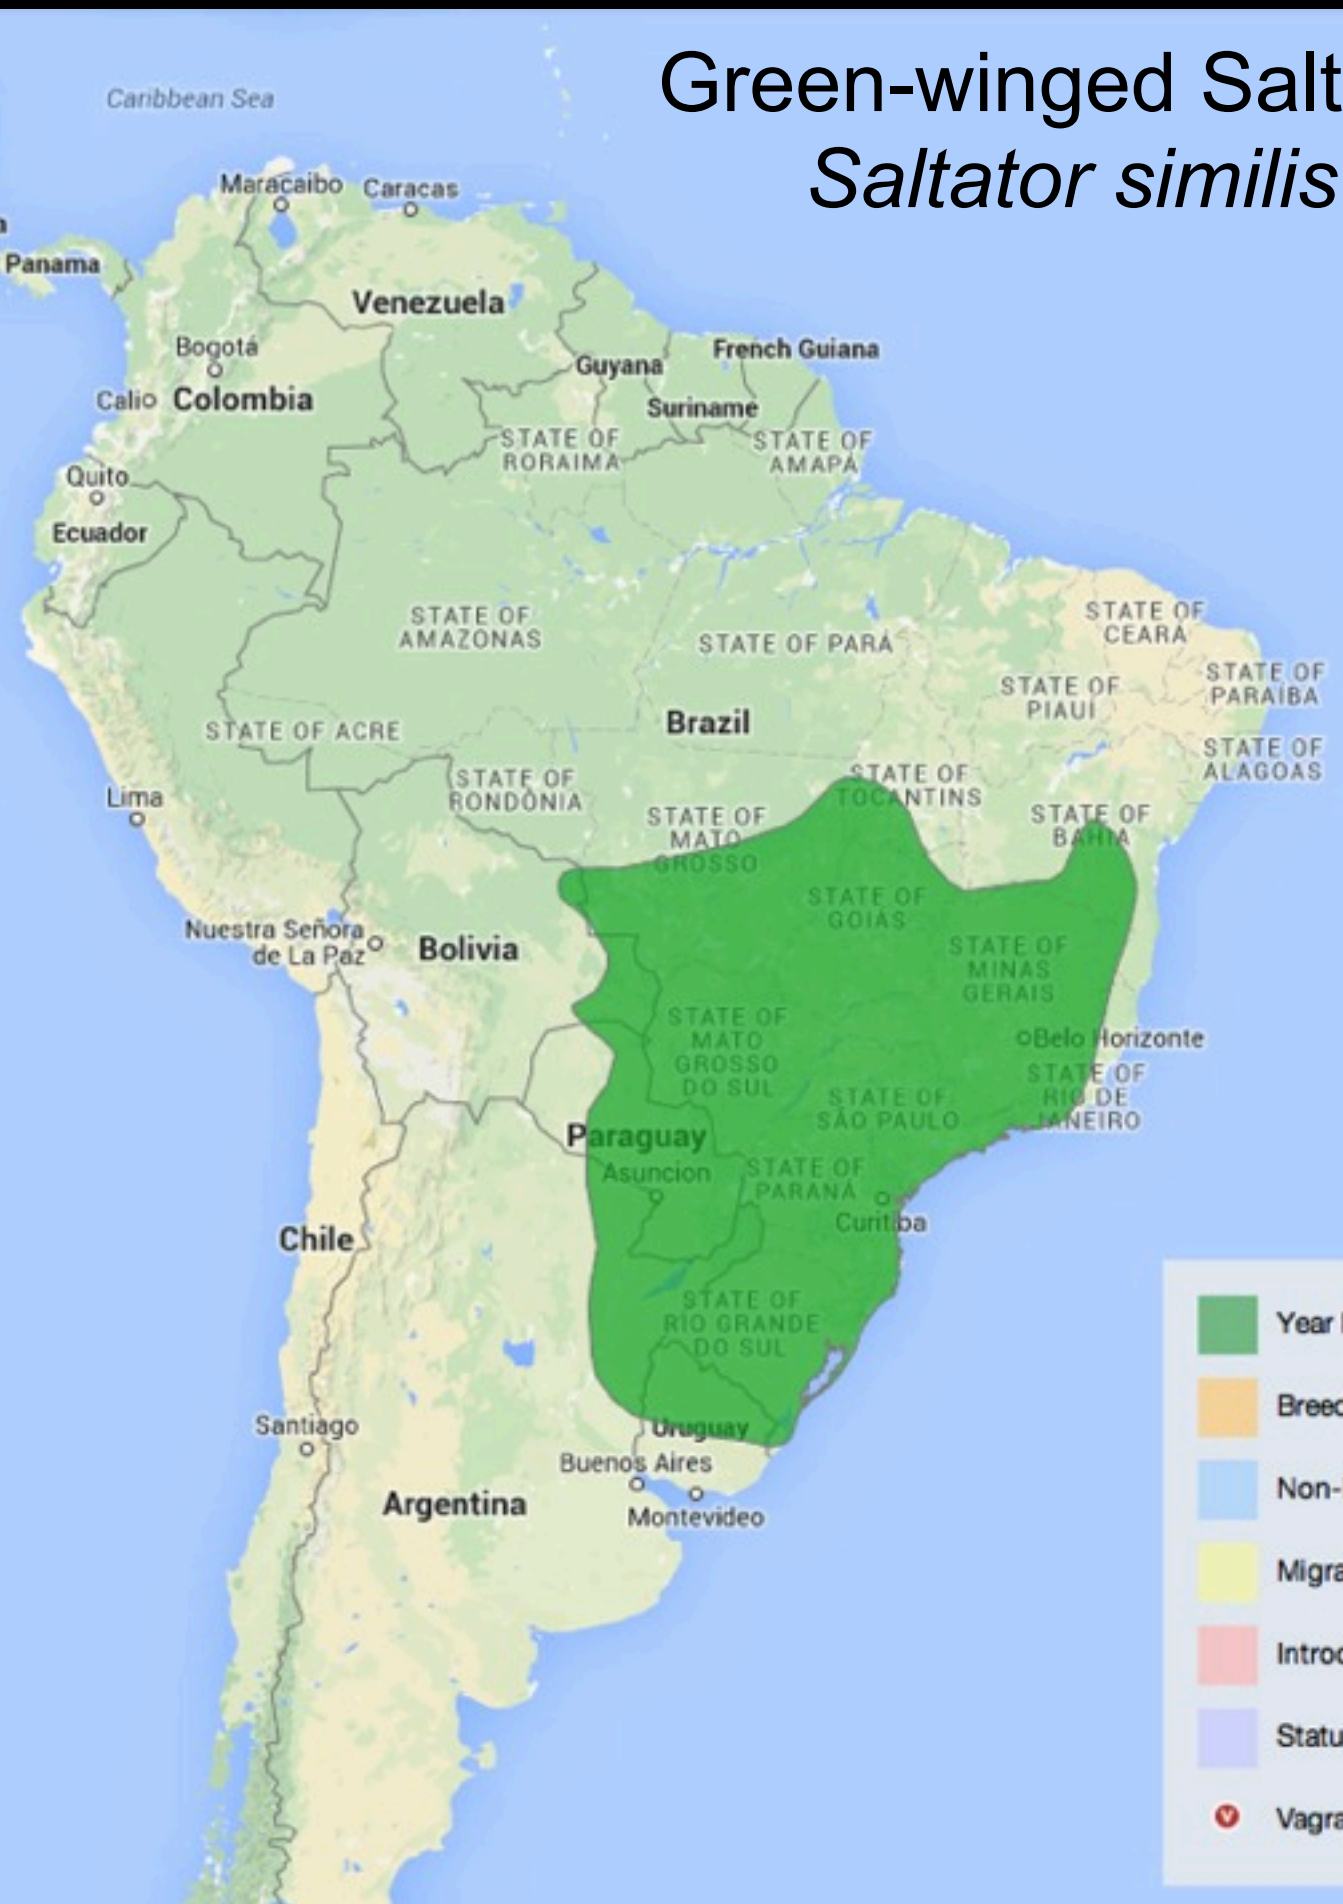 Green-winged Salt
Saltator similis
Caribbean Sea
Maracaibo
Caracas
Panama
Venezuela
Bogotá
Guyana
French Guiana
Cali
Colombia
Suriname
STATE OF
RORAIMA
STATE OF
AMAPÁ
Quito
Ecuador
STATE OF
AMAZONAS
STATE OF PARÁ
STATE OF
CEARÁ
STATE OF
PIAUÍ
STATE OF
PARAÍBA
Brazil
STATE OF ACRE
STATE OF
ALAGOAS
STATE OF
RONDÔNIA
STATE OF
TOCANTINS
Lima
STATE OF
MATO
GROSSO
STATE OF
BAHIA
STATE OF
GOIÁS
Nuestra Señora
de La Paz
Bolivia
STATE OF
MINAS
GERAIS
STATE OF
MATO
GROSSO
DO SUL
Belo Horizonte
STATE OF
RIO DE
JANEIRO
STATE OF
SÃO PAULO
Paraguay
Asuncion
STATE OF
PARANÁ
Curitiba
Chile
STATE OF
RIO GRANDE
DO SUL
Santiago
Uruguay
Buenos Aires
Argentina
Montevideo
Year
Breed
Non-
Migra
Introd
Statu
V Vagra